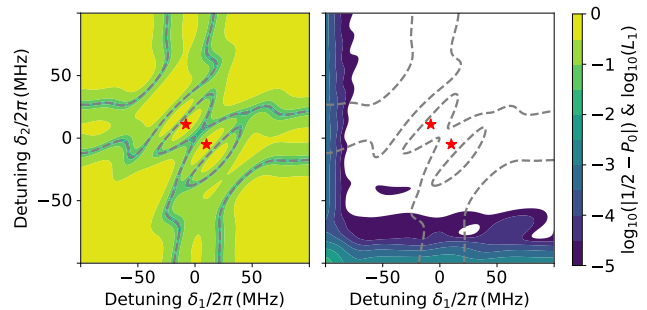 50
0
−50
Detuning δ₂/2π (MHz)
−50 0 50
Detuning δ₁/2π (MHz)
−50 0 50
Detuning δ₁/2π (MHz)
0
−1
−2
−3
−4
−5
log₁₀(|1/2 − P₀|) & log₁₀(L₁)